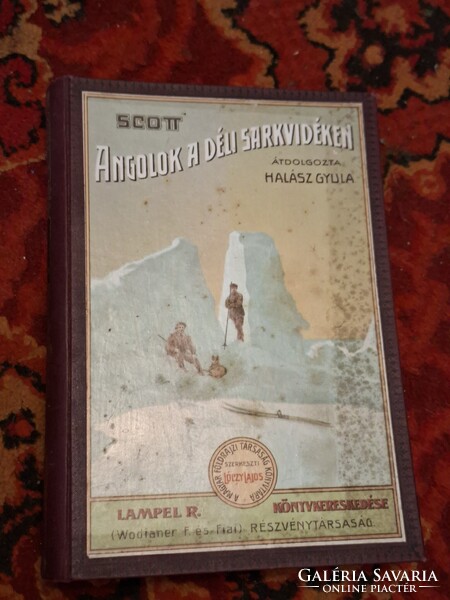 SCOTT
ANGOLOK A DÉLI SARKVIDÉKEN
ÁTDOLGOZTA
HALÁSZ GYULA
A MAGYAR FÖLDRAJZI TÁRSASÁG KÖNYVTÁRA
SZERKESZTI
LÓCZY LAJOS
LAMPEL R. KÖNYVKERESKEDÉSE
(Wodianer F. és Fiai) RÉSZVÉNYTÁRSASÁG
GALÉRIA SAVARIA
ONLINE PIACTÉR